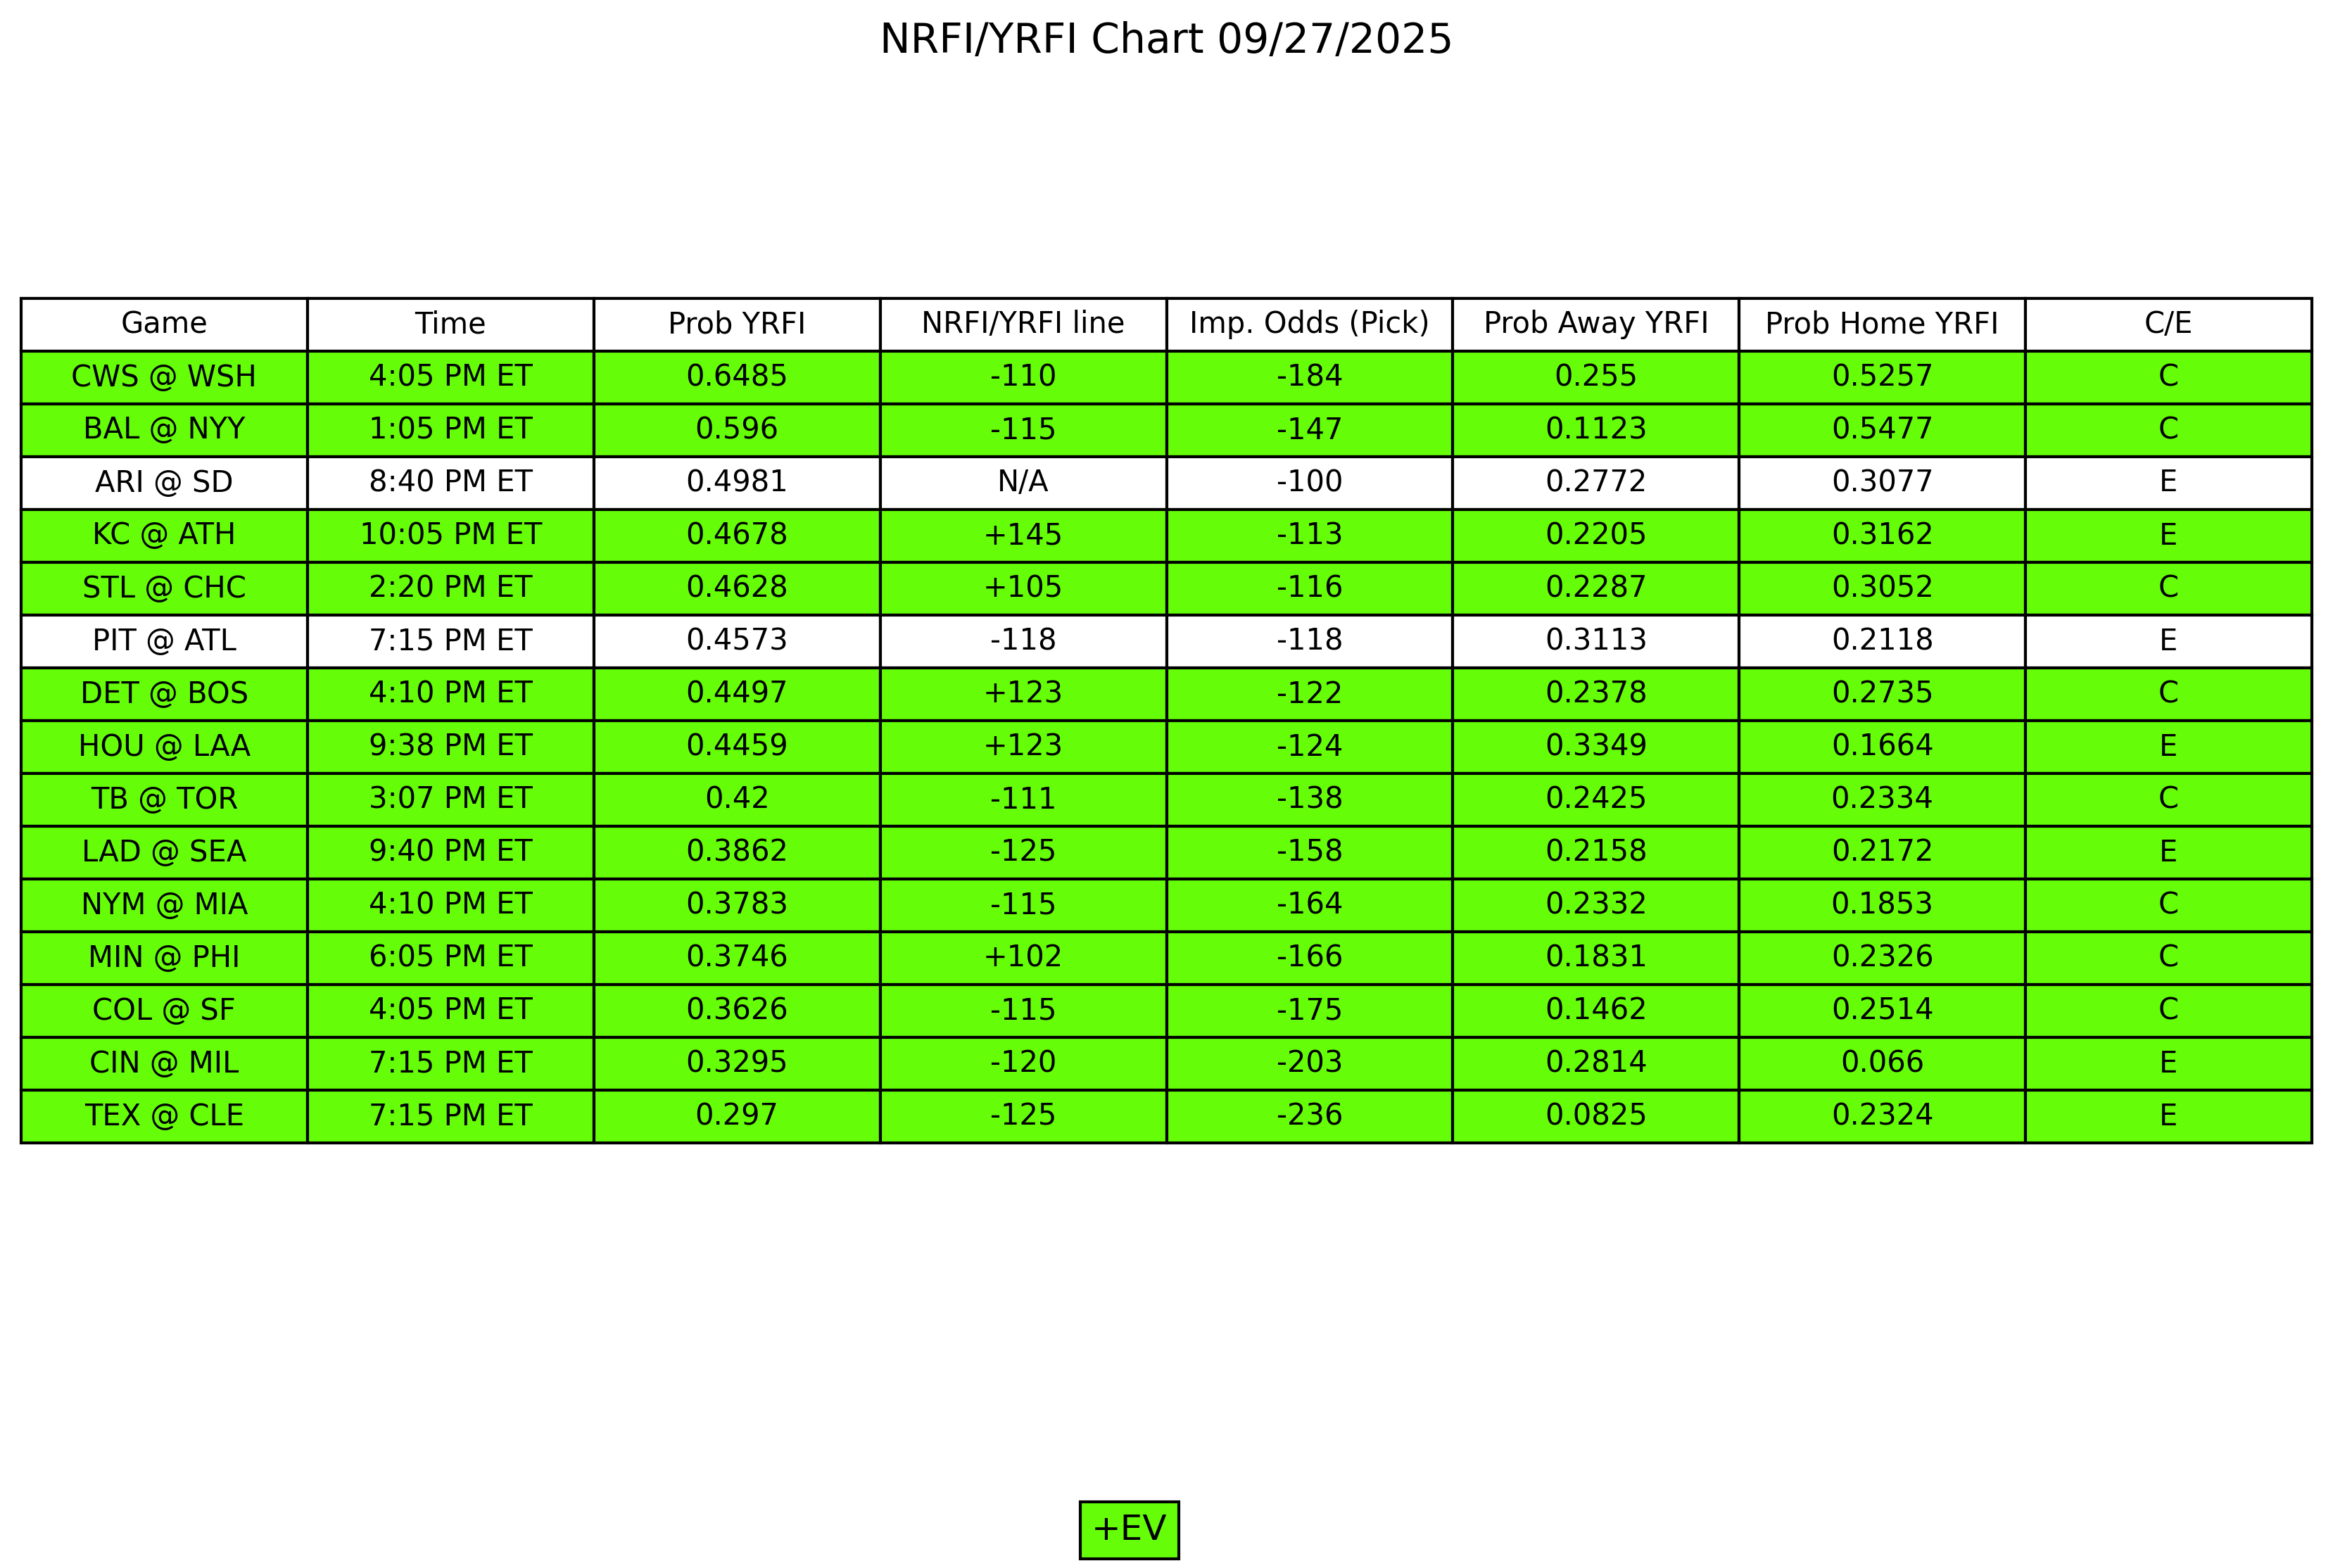 NRFI/YRFI Chart 09/27/2025
Game Time Prob YRFI NRFI/YRFI line Imp. Odds (Pick) Prob Away YRFI Prob Home YRFI C/E
CWS @ WSH 4:05 PM ET 0.6485 -110 -184 0.255 0.5257 C
BAL @ NYY 1:05 PM ET 0.596 -115 -147 0.1123 0.5477 C
ARI @ SD 8:40 PM ET 0.4981 N/A -100 0.2772 0.3077 E
KC @ ATH 10:05 PM ET 0.4678 +145 -113 0.2205 0.3162 E
STL @ CHC 2:20 PM ET 0.4628 +105 -116 0.2287 0.3052 C
PIT @ ATL 7:15 PM ET 0.4573 -118 -118 0.3113 0.2118 E
DET @ BOS 4:10 PM ET 0.4497 +123 -122 0.2378 0.2735 C
HOU @ LAA 9:38 PM ET 0.4459 +123 -124 0.3349 0.1664 E
TB @ TOR 3:07 PM ET 0.42 -111 -138 0.2425 0.2334 C
LAD @ SEA 9:40 PM ET 0.3862 -125 -158 0.2158 0.2172 E
NYM @ MIA 4:10 PM ET 0.3783 -115 -164 0.2332 0.1853 C
MIN @ PHI 6:05 PM ET 0.3746 +102 -166 0.1831 0.2326 C
COL @ SF 4:05 PM ET 0.3626 -115 -175 0.1462 0.2514 C
CIN @ MIL 7:15 PM ET 0.3295 -120 -203 0.2814 0.066 E
TEX @ CLE 7:15 PM ET 0.297 -125 -236 0.0825 0.2324 E
+EV